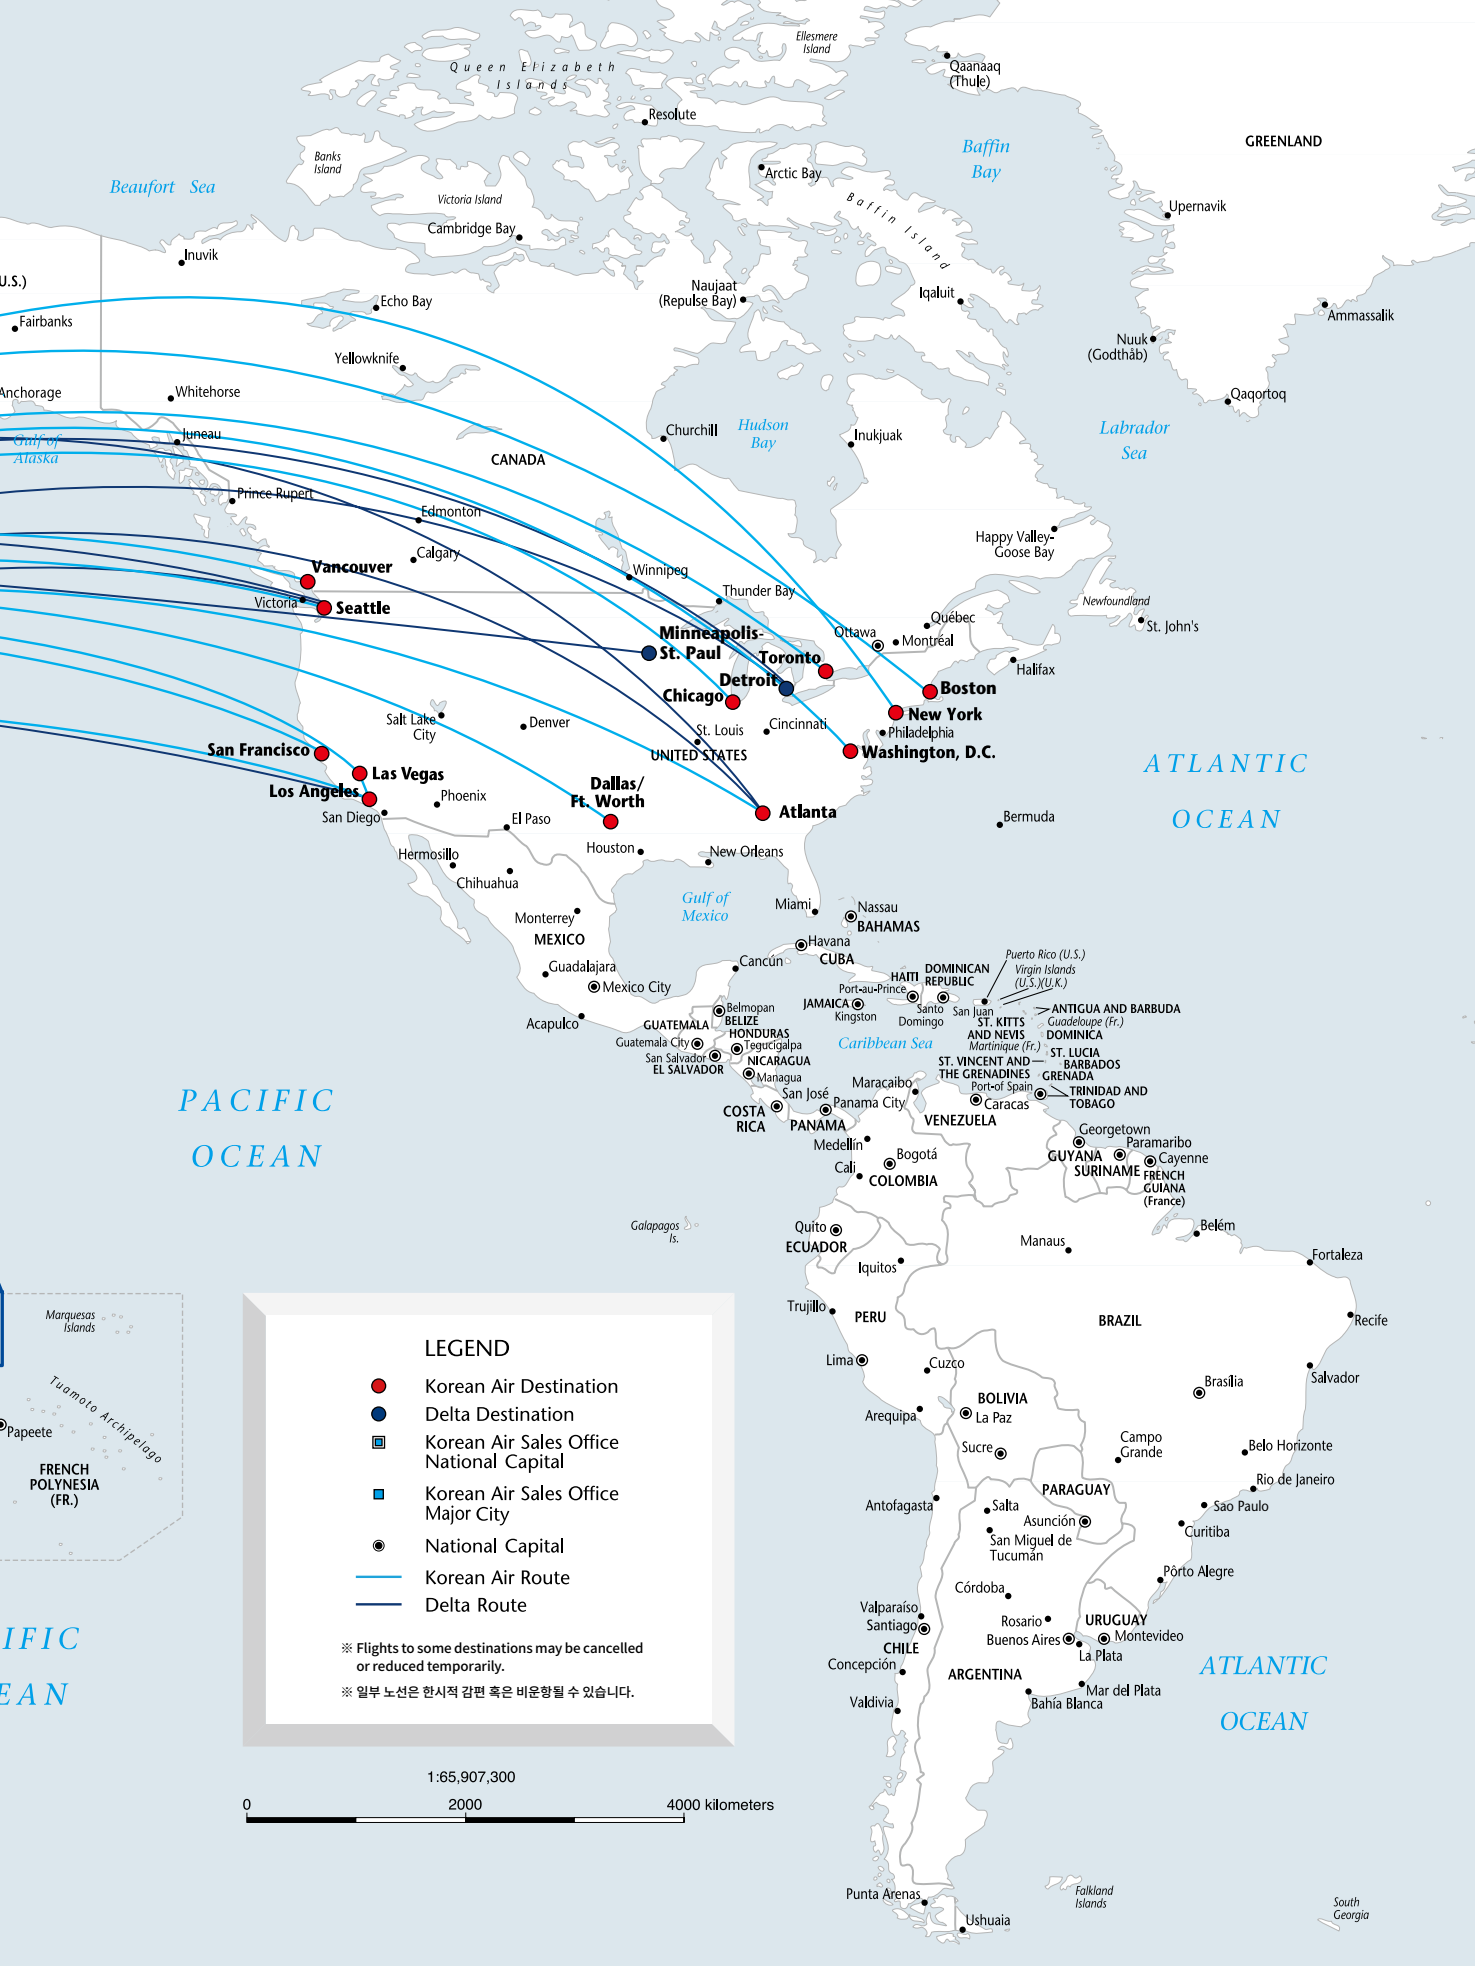 Ellesmere
Island
Queen Elizabeth
Islands
Qaanaaq
(Thule)
Resolute
GREENLAND
Baffin
Bay
Banks
Island
Arctic Bay
Beaufort Sea
Victoria Island
Baffin Island
Upernavik
Cambridge Bay
Inuvik
U.S.)
Naujaat
(Repulse Bay)
Iqaluit
Echo Bay
Fairbanks
Ammassalik
Nuuk
(Godthåb)
Yellowknife
Anchorage
Whitehorse
Qaqortoq
Churchill
Hudson
Bay
Inukjuak
Labrador
Sea
Juneau
Gulf of
Alaska
CANADA
Prince Rupert
Edmonton
Happy Valley-
Goose Bay
Calgary
Vancouver
Winnipeg
Thunder Bay
Victoria
Seattle
Newfoundland
St. John's
Québec
Ottawa
Montréal
Minneapolis-
St. Paul
Toronto
Halifax
Detroit
Chicago
Boston
New York
Salt Lake
City
Denver
St. Louis
Cincinnati
Philadelphia
San Francisco
UNITED STATES
Washington, D.C.
Las Vegas
ATLANTIC
OCEAN
Los Angeles
Phoenix
Dallas/
Ft. Worth
San Diego
El Paso
Atlanta
Bermuda
Hermosillo
Houston
New Orleans
Chihuahua
Gulf of
Mexico
Miami
Nassau
BAHAMAS
Monterrey
MEXICO
Havana
CUBA
Guadalajara
Cancún
Puerto Rico (U.S.)
Virgin Islands
(U.S.)(U.K.)
HAITI
DOMINICAN
REPUBLIC
Mexico City
Port-au-Prince
JAMAICA
Kingston
Santo
Domingo
San Juan
Acapulco
Belmopan
BELIZE
GUATEMALA
HONDURAS
Guatemala City
Tegucigalpa
San Salvador
EL SALVADOR
NICARAGUA
Managua
Caribbean Sea
ST. KITTS
AND NEVIS
ANTIGUA AND BARBUDA
Guadeloupe (Fr.)
DOMINICA
Martinique (Fr.)
ST. LUCIA
BARBADOS
ST. VINCENT AND
THE GRENADINES
GRENADA
Port-of Spain
TRINIDAD AND
TOBAGO
Maracaibo
San José
Panama City
Caracas
COSTA
RICA
PANAMA
VENEZUELA
Medellín
Georgetown
Paramaribo
Cayenne
Bogotá
GUYANA
SURINAME
FRENCH
GUIANA
(France)
Cali
COLOMBIA
PACIFIC
OCEAN
Galapagos
Is.
Quito
ECUADOR
Belém
Manaus
Iquitos
Fortaleza
Trujillo
PERU
BRAZIL
Recife
Lima
Cuzco
Salvador
Brasília
BOLIVIA
Arequipa
La Paz
Sucre
Campo
Grande
Belo Horizonte
Rio de Janeiro
PARAGUAY
Antofagasta
Salta
Sao Paulo
Asunción
Curitiba
San Miguel de
Tucumán
Pôrto Alegre
Córdoba
Valparaíso
Santiago
Rosario
URUGUAY
Buenos Aires
Montevideo
CHILE
La Plata
Concepción
ARGENTINA
Mar del Plata
Bahía Blanca
Valdivia
ATLANTIC
OCEAN
Punta Arenas
Falkland
Islands
Ushuaia
South
Georgia
Marquesas
Islands
Tuamoto Archipelago
Papeete
FRENCH
POLYNESIA
(FR.)
IFIC
EAN
LEGEND
Korean Air Destination
Delta Destination
Korean Air Sales Office
National Capital
Korean Air Sales Office
Major City
National Capital
Korean Air Route
Delta Route
※ Flights to some destinations may be cancelled
or reduced temporarily.
※ 일부 노선은 한시적 감편 혹은 비운항될 수 있습니다.
1:65,907,300
0 2000 4000 kilometers